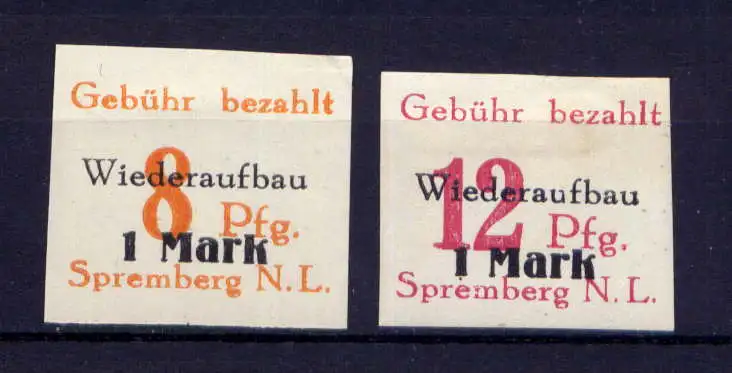 Gebühr bezahlt
Wiederaufbau
8 Pfg.
1 Mark
Spremberg N.L.
Gebühr bezahlt
Wiederaufbau
12 Pfg.
1 Mark
Spremberg N.L.